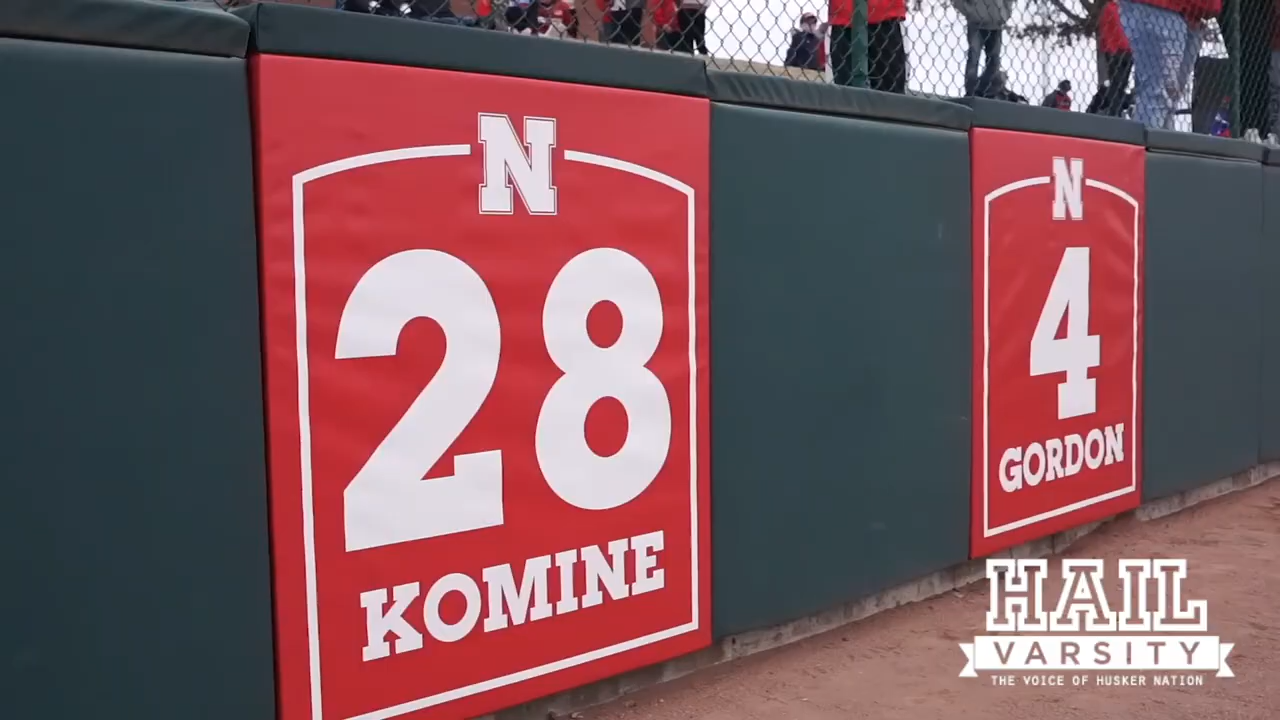 N
28
KOMINE
N
4
GORDON
HAIL
VARSITY
THE VOICE OF HUSKER NATION